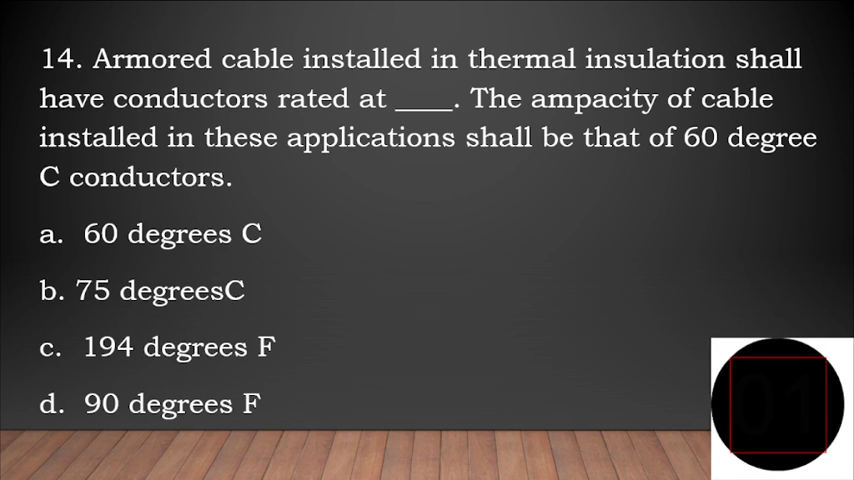 14. Armored cable installed in thermal insulation shall
have conductors rated at ____. The ampacity of cable
installed in these applications shall be that of 60 degree
C conductors.
a. 60 degrees C
b. 75 degreesC
c. 194 degrees F
d. 90 degrees F
01